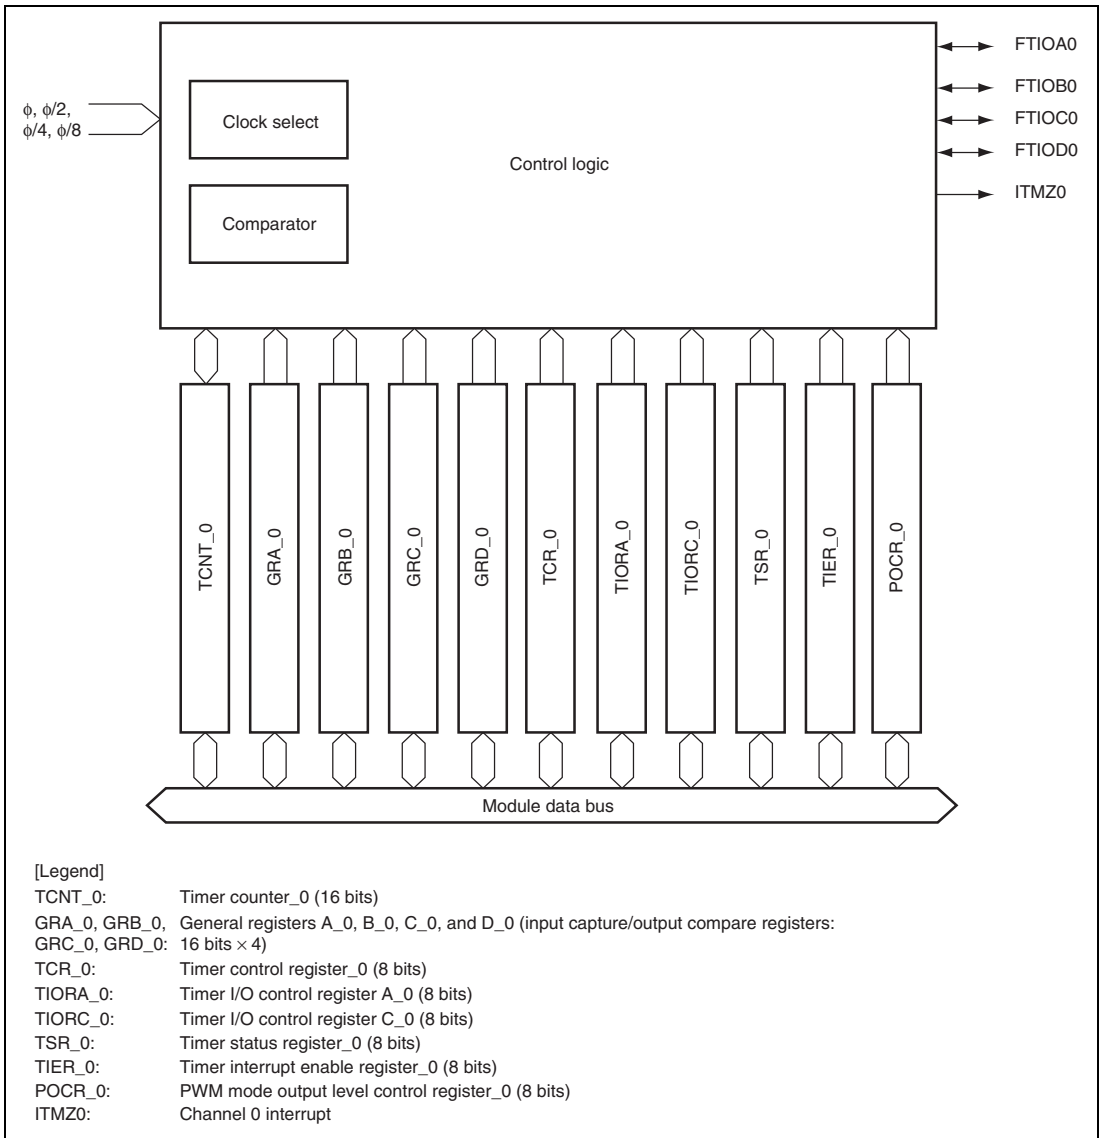 FTIOA0
φ, φ/2,
φ/4, φ/8
Clock select
FTIOB0
FTIOC0
FTIOD0
Control logic
ITMZ0
Comparator
TCNT_0
GRA_0
GRB_0
GRC_0
GRD_0
TCR_0
TIORA_0
TIORC_0
TSR_0
TIER_0
POCR_0
Module data bus
[Legend]
TCNT_0: Timer counter_0 (16 bits)
GRA_0, GRB_0, General registers A_0, B_0, C_0, and D_0 (input capture/output compare registers:
GRC_0, GRD_0: 16 bits × 4)
TCR_0: Timer control register_0 (8 bits)
TIORA_0: Timer I/O control register A_0 (8 bits)
TIORC_0: Timer I/O control register C_0 (8 bits)
TSR_0: Timer status register_0 (8 bits)
TIER_0: Timer interrupt enable register_0 (8 bits)
POCR_0: PWM mode output level control register_0 (8 bits)
ITMZ0: Channel 0 interrupt